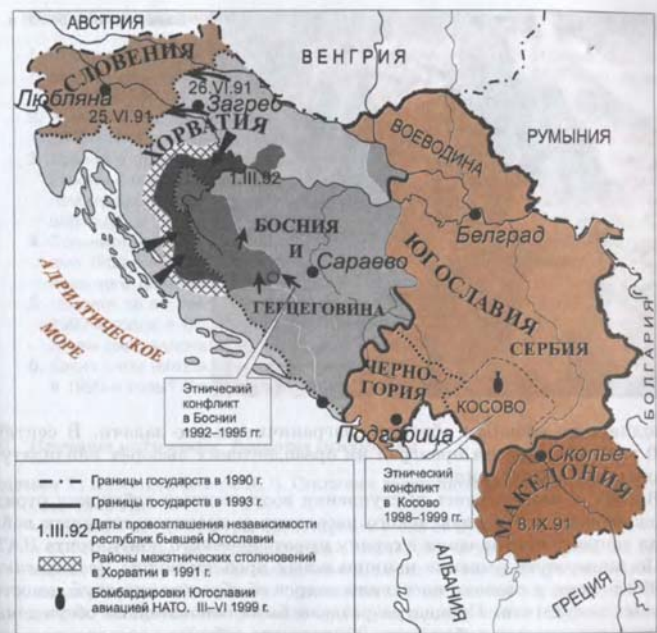 АВСТРИЯ
ВЕНГРИЯ
СЛОВЕНИЯ
Любляна
25.VI.91
26.VI.91
Загреб
ХОРВАТИЯ
1.III.92
РУМЫНИЯ
ВОЕВОДИНА
Белград
БОСНИЯ
И
ГЕРЦЕГОВИНА
Сараево
ЮГОСЛАВИЯ
СЕРБИЯ
АДРИАТИЧЕСКОЕ
МОРЕ
ЧЕРНО-
ГОРИЯ
Подгорица
КОСОВО
БОЛГАРИЯ
Скопье
МАКЕДОНИЯ
8.IX.91
АЛБАНИЯ
ГРЕЦИЯ
Этнический
конфликт
в Боснии
1992–1995 гг.
Этнический
конфликт
в Косово
1998–1999 гг.
Границы государств в 1990 г.
Границы государств в 1993 г.
1.III.92 Даты провозглашения независимости
республик бывшей Югославии
Районы межэтнических столкновений
в Хорватии в 1991 г.
Бомбардировки Югославии
авиацией НАТО. III–VI 1999 г.